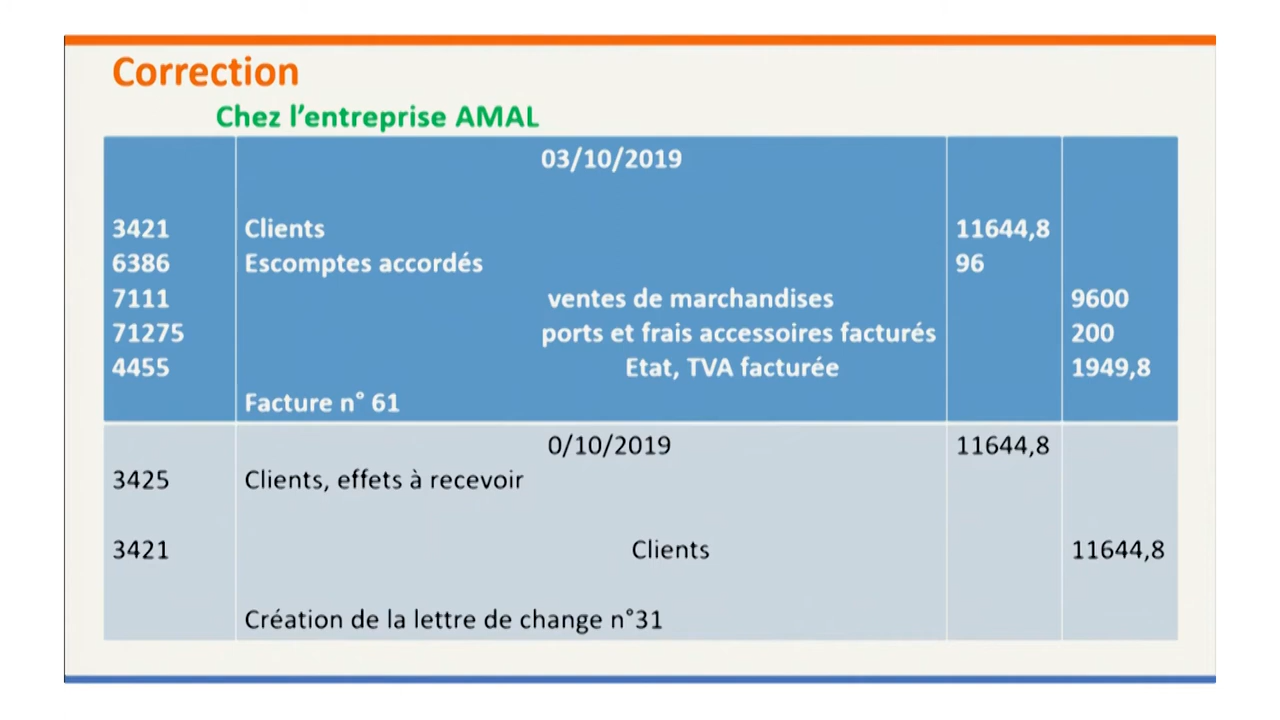 Correction
Chez l’entreprise AMAL
03/10/2019
3421 Clients 11644,8
6386 Escomptes accordés 96
7111 ventes de marchandises 9600
71275 ports et frais accessoires facturés 200
4455 Etat, TVA facturée 1949,8
Facture n° 61
0/10/2019 11644,8
3425 Clients, effets à recevoir
3421 Clients 11644,8
Création de la lettre de change n°31